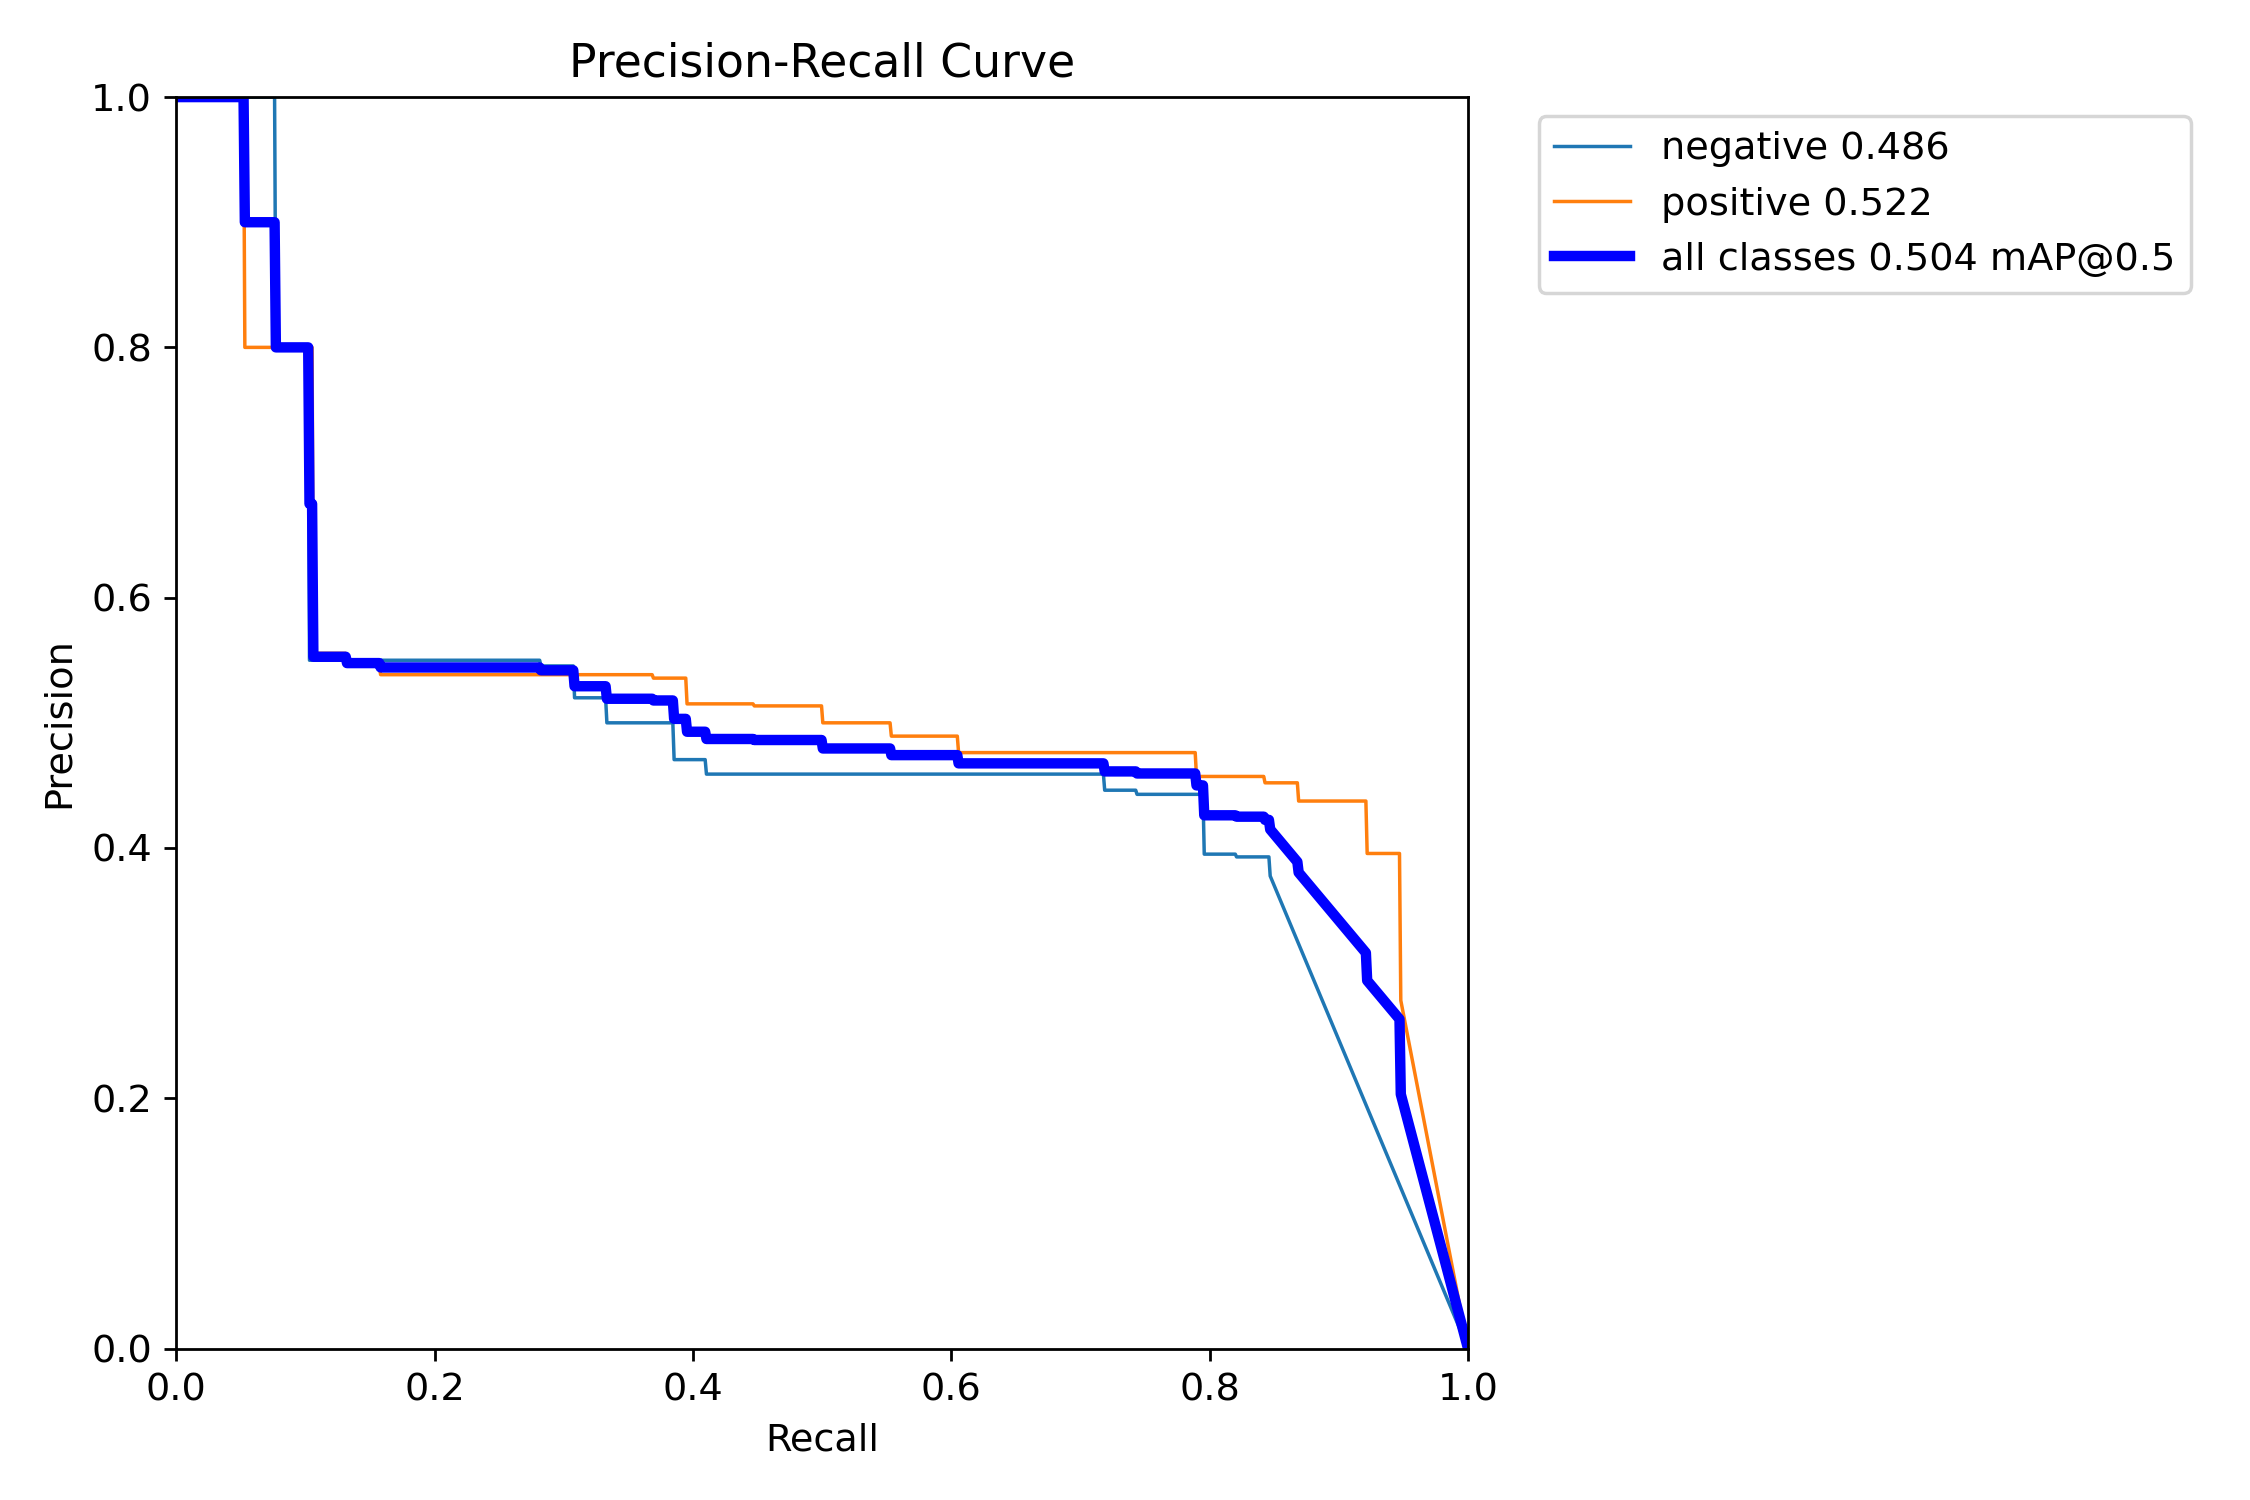 Precision-Recall Curve
negative 0.486
positive 0.522
all classes 0.504 mAP@0.5
Precision
1.0
0.8
0.6
0.4
0.2
0.0
0.0 0.2 0.4 0.6 0.8 1.0
Recall